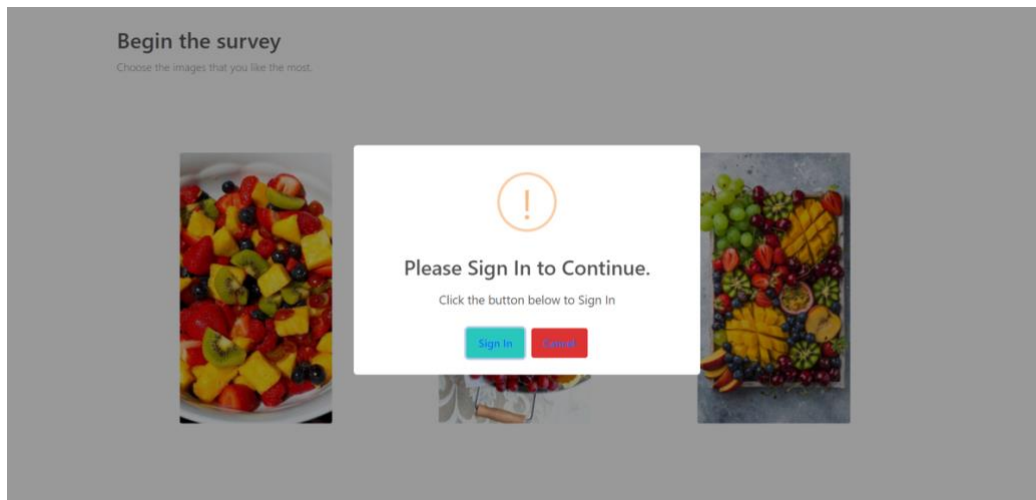 Begin the survey
Choose the images that you like the most.
!
Please Sign In to Continue.
Click the button below to Sign In
Sign In Cancel